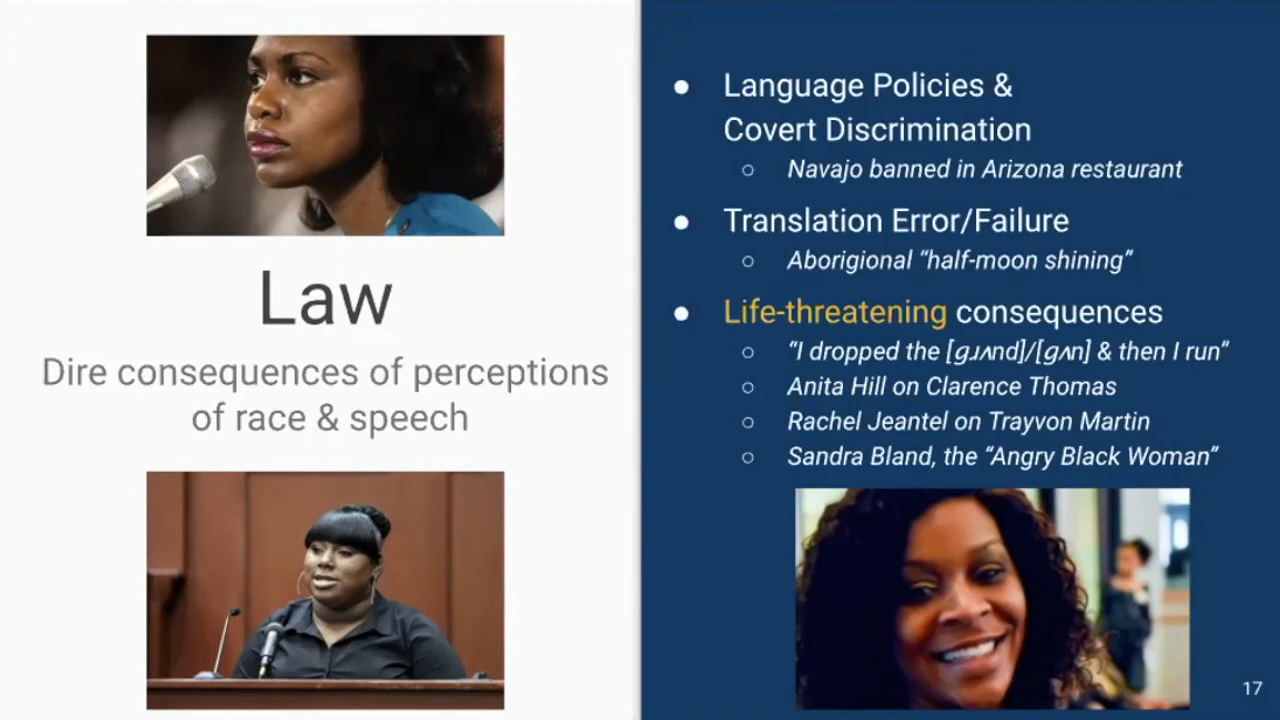 Law
Dire consequences of perceptions
of race & speech
● Language Policies &
Covert Discrimination
○ Navajo banned in Arizona restaurant
● Translation Error/Failure
○ Aborigional “half-moon shining”
● Life-threatening consequences
○ “I dropped the [gɹʌnd]/[gʌn] & then I run”
○ Anita Hill on Clarence Thomas
○ Rachel Jeantel on Trayvon Martin
○ Sandra Bland, the “Angry Black Woman”
17